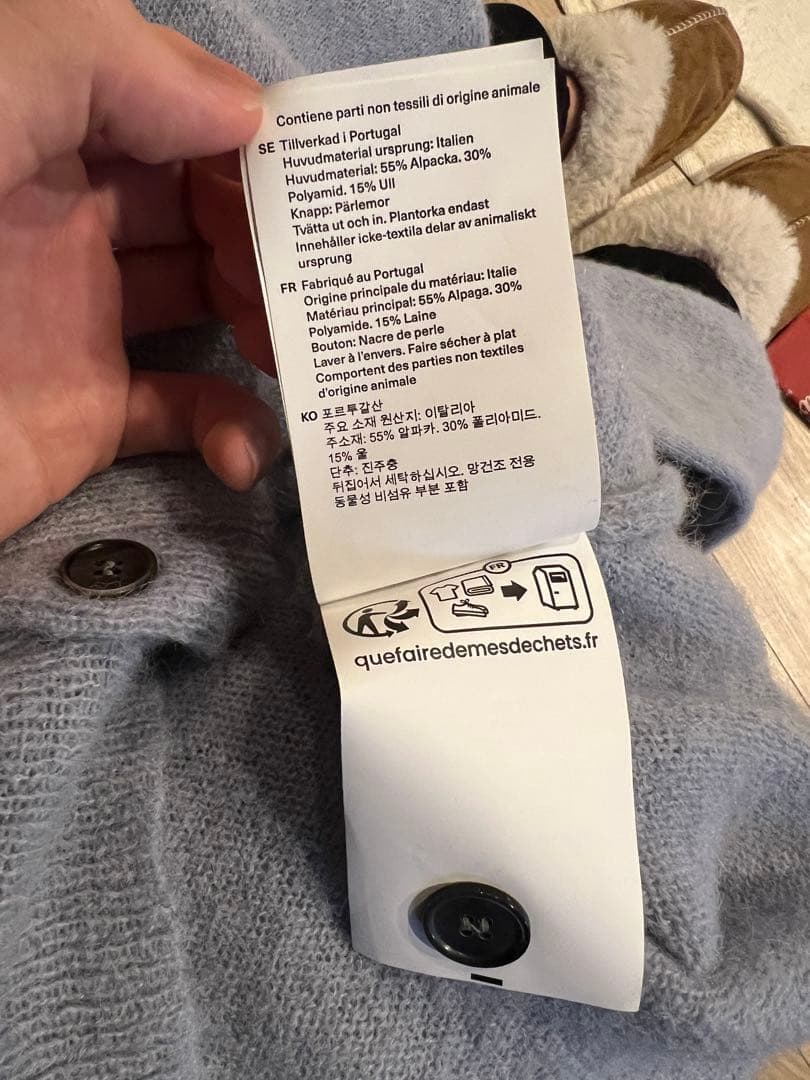 Contiene parti non tessili di origine animale
SE Tillverkad i Portugal
Huvudmaterial ursprung: Italien
Huvudmaterial: 55% Alpacka. 30%
Polyamid. 15% Ull
Knapp: Pärlemor
Tvätta ut och in. Plantorka endast
Innehåller icke-textila delar av animaliskt
ursprung
FR Fabriqué au Portugal
Origine principale du matériau: Italie
Matériau principal: 55% Alpaga. 30%
Polyamide. 15% Laine
Bouton: Nacre de perle
Laver à l'envers. Faire sécher à plat
Comportent des parties non textiles
d'origine animale
KO 포르투갈산
주요 소재 원산지: 이탈리아
주소재: 55% 알파카. 30% 폴리아미드.
15% 울
단추: 진주층
뒤집어서 세탁하십시오. 망건조 전용
동물성 비섬유 부분 포함
FR
quefairedemesdechets.fr